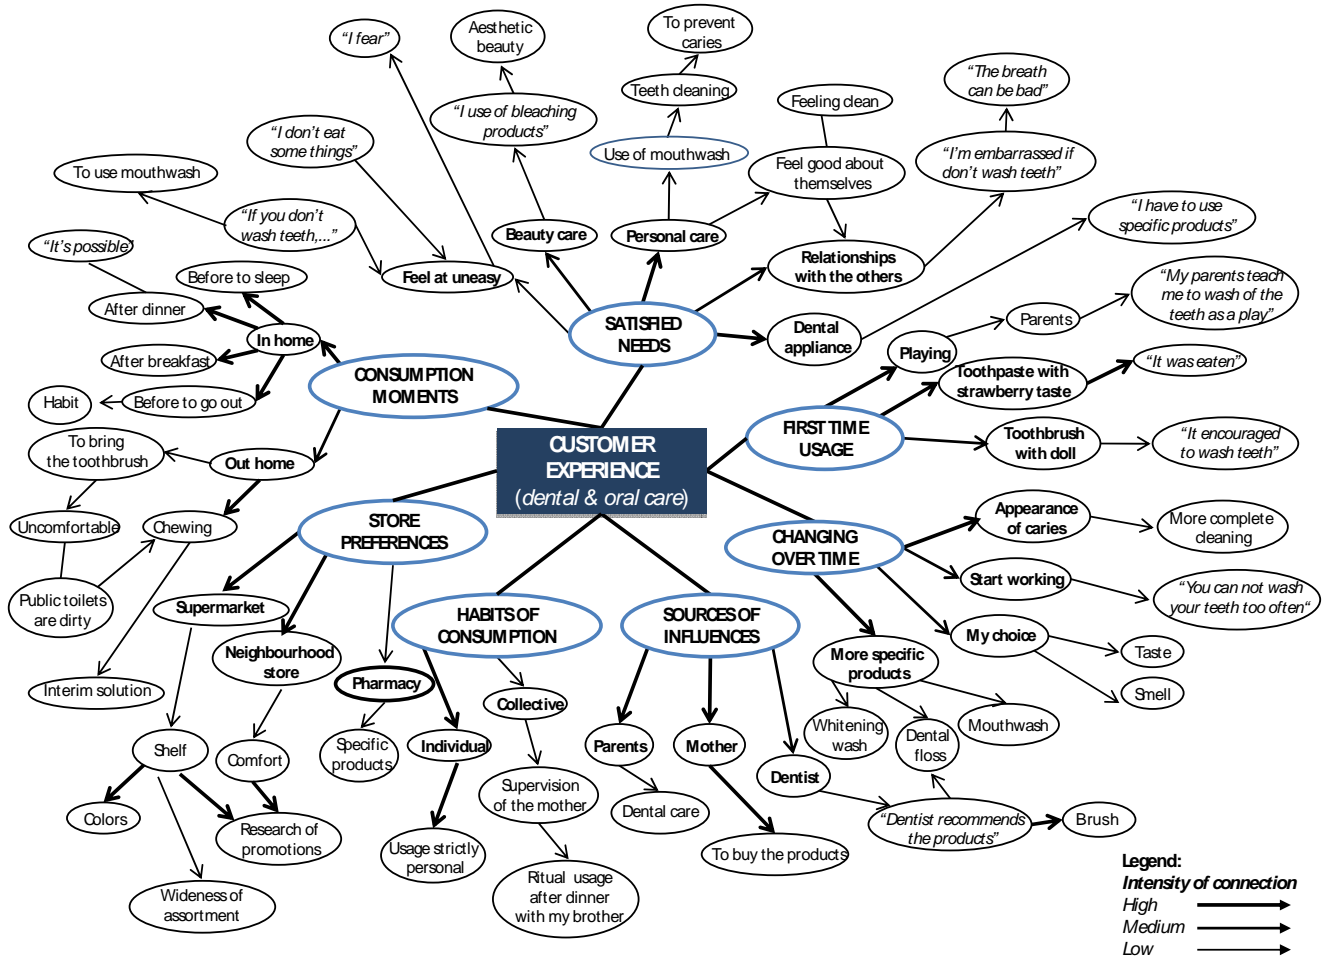 "I fear"
Aesthetic
beauty
To prevent
caries
Teeth cleaning
"The breath
can be bad"
"I use of bleaching
products"
Feeling clean
"I don't eat
some things"
Use of mouthwash
Feel good about
themselves
"I'm embarrassed if
don't wash teeth"
To use mouthwash
"If you don't
wash teeth,..."
"I have to use
specific products"
"It's possible"
Beauty care
Personal care
Relationships
with the others
Before to sleep
Feel at uneasy
"My parents teach
me to wash of the
teeth as a play"
After dinner
In home
SATISFIED
NEEDS
Dental
appliance
Parents
Playing
After breakfast
CONSUMPTION
MOMENTS
Toothpaste with
strawberry taste
"It was eaten"
Habit
Before to go out
FIRST TIME
USAGE
Toothbrush
with doll
"It encouraged
to wash teeth"
To bring
the toothbrush
Out home
CUSTOMER
EXPERIENCE
(dental & oral care)
Uncomfortable
Chewing
STORE
PREFERENCES
CHANGING
OVER TIME
Appearance
of caries
More complete
cleaning
Public toilets
are dirty
Supermarket
Start working
"You can not wash
your teeth too often"
HABITS OF
CONSUMPTION
SOURCES OF
INFLUENCES
My choice
Taste
Smell
Neighbourhood
store
Interim solution
Pharmacy
Collective
More specific
products
Whitening
wash
Dental
floss
Mouthwash
Shelf
Comfort
Specific
products
Individual
Parents
Mother
Dentist
Supervision
of the mother
Dental care
"Dentist recommends
the products"
Brush
Colors
Research of
promotions
Usage strictly
personal
To buy the products
Wideness of
assortment
Ritual usage
after dinner
with my brother
Legend:
Intensity of connection
High
Medium
Low